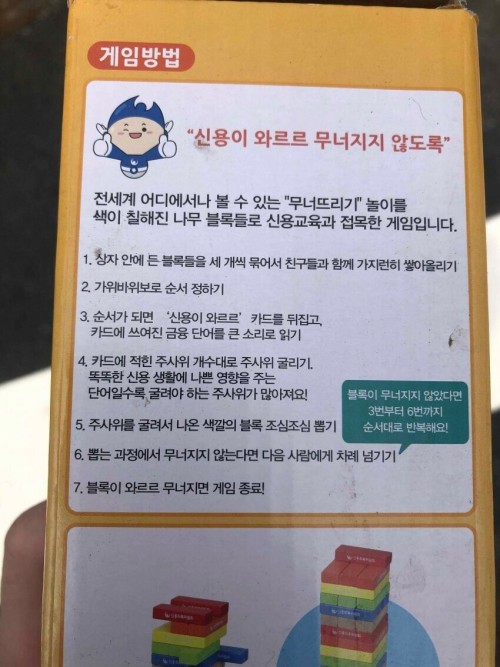 게임방법
"신용이 와르르 무너지지 않도록"
전세계 어디에서나 볼 수 있는 "무너뜨리기" 놀이를
색이 칠해진 나무 블록들로 신용교육과 접목한 게임입니다.
1. 상자 안에 든 블록들을 세 개씩 묶어서 친구들과 함께 가지런히 쌓아올리기
2. 가위바위보로 순서 정하기
3. 순서가 되면 '신용이 와르르' 카드를 뒤집고,
카드에 쓰여진 금융 단어를 큰 소리로 읽기
4. 카드에 적힌 주사위 개수대로 주사위 굴리기.
똑똑한 신용 생활에 나쁜 영향을 주는
단어일수록 굴려야 하는 주사위가 많아져요!
블록이 무너지지 않았다면
3번부터 6번까지
순서대로 반복해요!
5. 주사위를 굴려서 나온 색깔의 블록 조심조심 뽑기
6. 뽑는 과정에서 무너지지 않는다면 다음 사람에게 차례 넘기기
7. 블록이 와르르 무너지면 게임 종료!